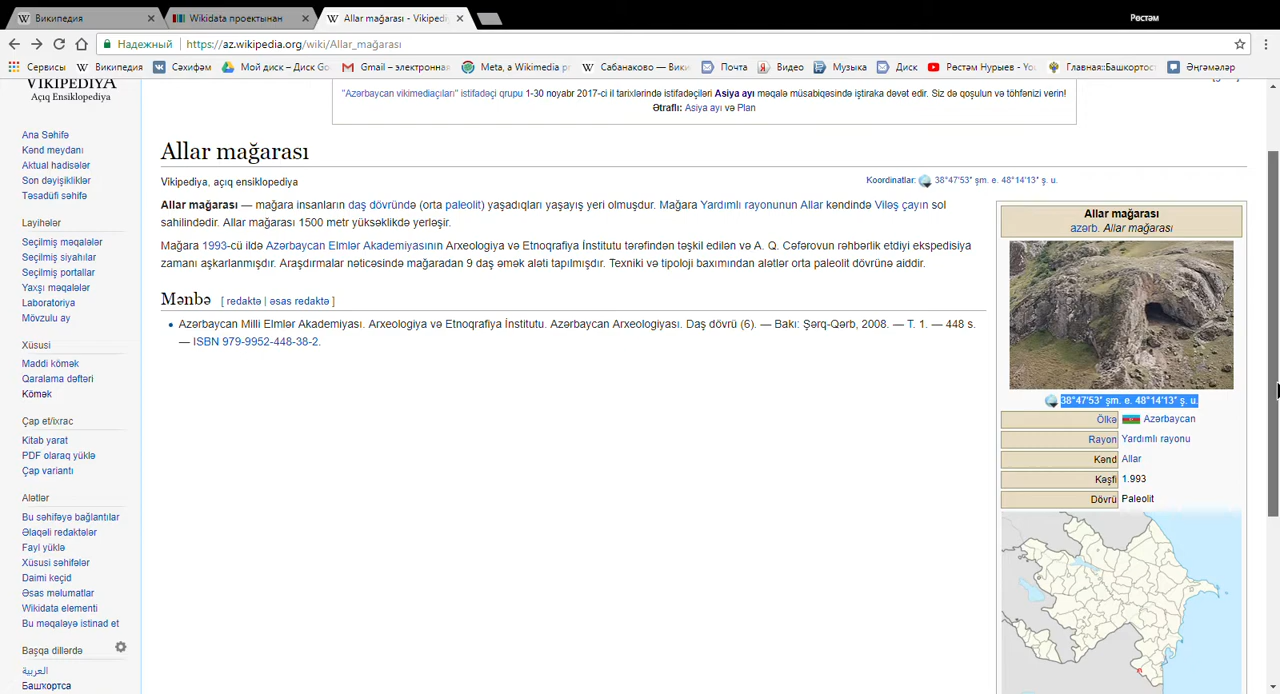 Википедия
Wikidata проектынан
Allar mağarası - Vikipedi
Рөстәм
Надежный
https://az.wikipedia.org/wiki/Allar_mağarası
Сервисы
Википедия
Сәхифәм
Мой диск – Диск Go
Gmail – электронная
Meta, a Wikimedia pr
Сабанаково — Вики
Почта
Видео
Музыка
Диск
Рөстәм Нурыев - You
Главная::Башкортос
Әңгәмәләр
VİKİPEDİYA
Açıq Ensiklopediya
"Azərbaycan vikimediaçıları" istifadəçi qrupu 1-30 noyabr 2017-ci il tarixlərində istifadəçiləri Asiya ayı məqalə müsabiqəsində iştiraka dəvət edir. Siz də qoşulun və töhfənizi verin!
Ətraflı: Asiya ayı və Plan
Ana Səhifə
Kənd meydanı
Aktual hadisələr
Son dəyişikliklər
Təsadüfi səhifə
Layihələr
Seçilmiş məqalələr
Seçilmiş siyahılar
Seçilmiş portallar
Yaxşı məqalələr
Laboratoriya
Mövzulu ay
Xüsusi
Maddi kömək
Qaralama dəftəri
Kömək
Çap et/ixrac
Kitab yarat
PDF olaraq yüklə
Çap variantı
Alətlər
Bu səhifəyə bağlantılar
Əlaqəli redaktələr
Fayl yüklə
Xüsusi səhifələr
Daimi keçid
Əsas məlumatlar
Wikidata elementi
Bu məqaləyə istinad et
Başqa dillərdə
العربية
Башҡортса
Allar mağarası
Vikipediya, açıq ensiklopediya
Koordinatlar: 38°47′53″ şm. e. 48°14′13″ ş. u.
Allar mağarası — mağara insanların daş dövründə (orta paleolit) yaşadıqları yaşayış yeri olmuşdur. Mağara Yardımlı rayonunun Allar kəndində Viləş çayın sol
sahilindədir. Allar mağarası 1500 metr yüksəklikdə yerləşir.
Mağara 1993-cü ildə Azərbaycan Elmlər Akademiyasının Arxeologiya və Etnoqrafiya İnstitutu tərəfindən təşkil edilən və A. Q. Cəfərovun rəhbərlik etdiyi ekspedisiya
zamanı aşkarlanmışdır. Araşdırmalar nəticəsində mağaradan 9 daş əmək aləti tapılmışdır. Texniki və tipoloji baxımından alətlər orta paleolit dövrünə aiddir.
Mənbə [ redaktə | əsas redaktə ]
Azərbaycan Milli Elmlər Akademiyası. Arxeologiya və Etnoqrafiya İnstitutu. Azərbaycan Arxeologiyası. Daş dövrü (6). — Bakı: Şərq-Qərb, 2008. — T. 1. — 448 s.
— ISBN 979-9952-448-38-2.
Allar mağarası
azərb. Allar mağarası
38°47′53″ şm. e. 48°14′13″ ş. u.
Ölkə Azərbaycan
Rayon Yardımlı rayonu
Kənd Allar
Kəşfi 1.993
Dövrü Paleolit